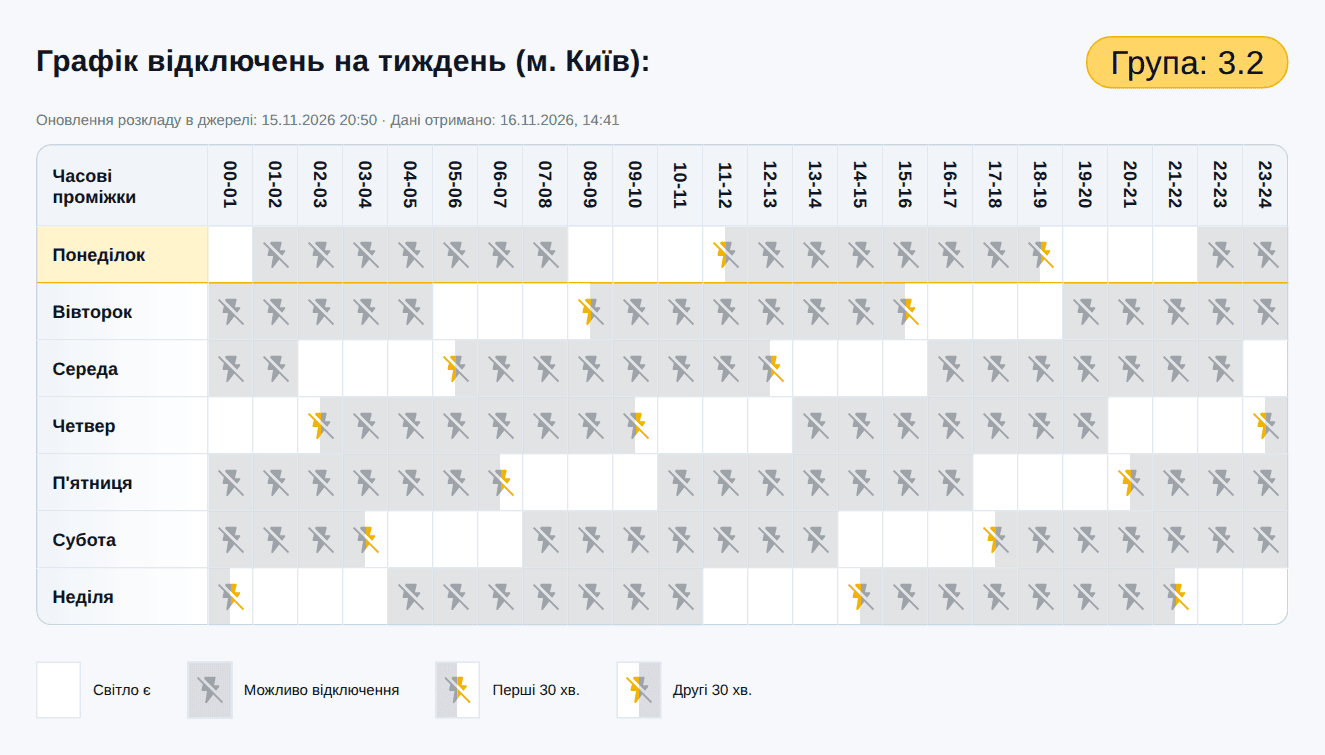 Графік відключень на тиждень (м. Київ):
Група: 3.2
Оновлення розкладу в джерелі: 15.11.2026 20:50 · Дані отримано: 16.11.2026, 14:41
Часові
проміжки
00-01 01-02 02-03 03-04 04-05 05-06 06-07 07-08 08-09 09-10 10-11 11-12 12-13 13-14 14-15 15-16 16-17 17-18 18-19 19-20 20-21 21-22 22-23 23-24
Понеділок
Вівторок
Середа
Четвер
П'ятниця
Субота
Неділя
Світло є
Можливо відключення
Перші 30 хв.
Другі 30 хв.